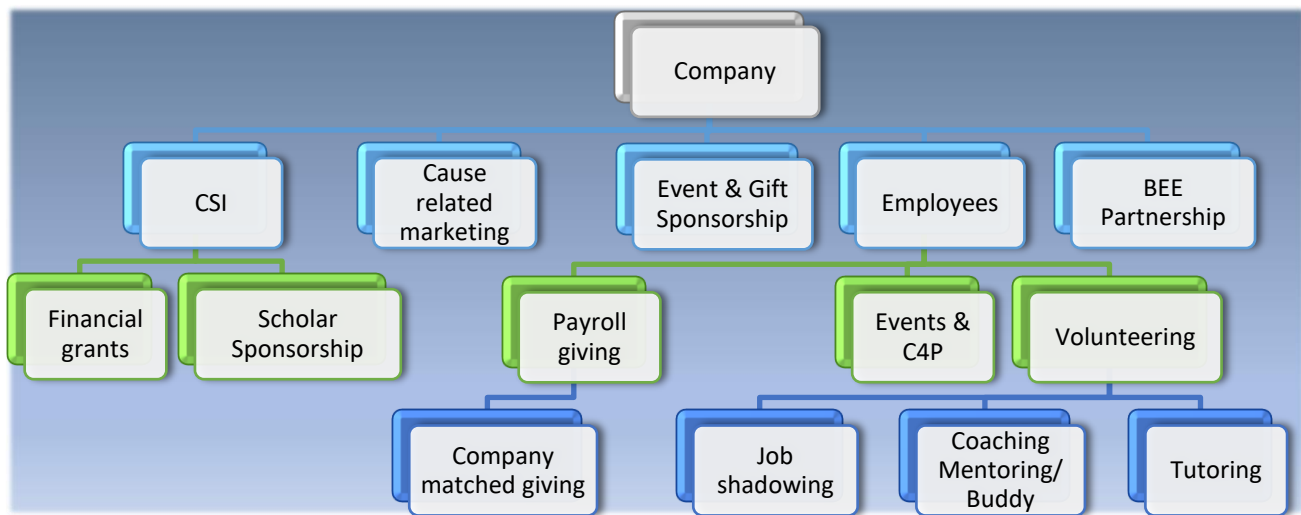 Company
CSI
Cause
related
marketing
Event & Gift
Sponsorship
Employees
BEE
Partnership
Financial
grants
Scholar
Sponsorship
Payroll
giving
Events &
C4P
Volunteering
Company
matched giving
Job
shadowing
Coaching
Mentoring/
Buddy
Tutoring